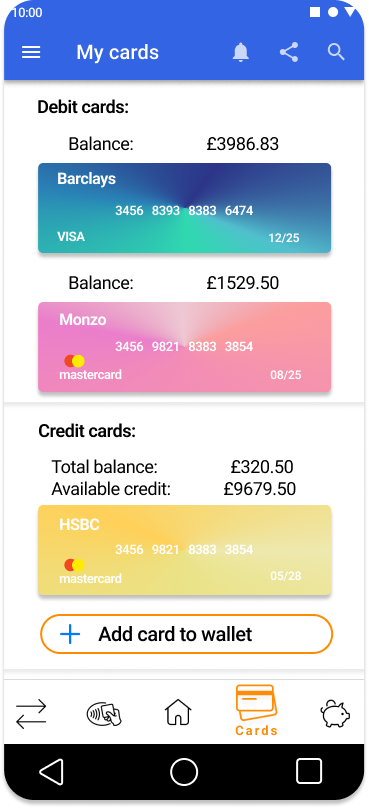 10:00
My cards
Debit cards:
Balance: £3986.83
Barclays
3456 8393 8383 6474
VISA 12/25
Balance: £1529.50
Monzo
3456 9821 8383 3854
mastercard 08/25
Credit cards:
Total balance: £320.50
Available credit: £9679.50
HSBC
3456 9821 8383 3854
mastercard 05/28
Add card to wallet
Cards